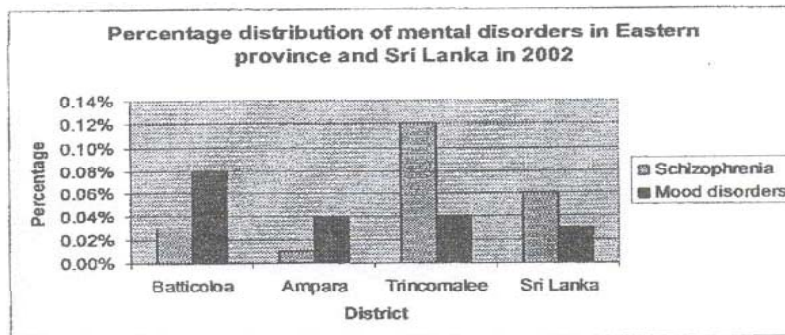 Percentage distribution of mental disorders in Eastern
province and Sri Lanka in 2002
0.14%
0.12%
0.10%
0.08%
0.06%
0.04%
0.02%
0.00%
Percentage
Batticoloa
Ampara
Trincomalee
Sri Lanka
District
Schizophrenia
Mood disorders